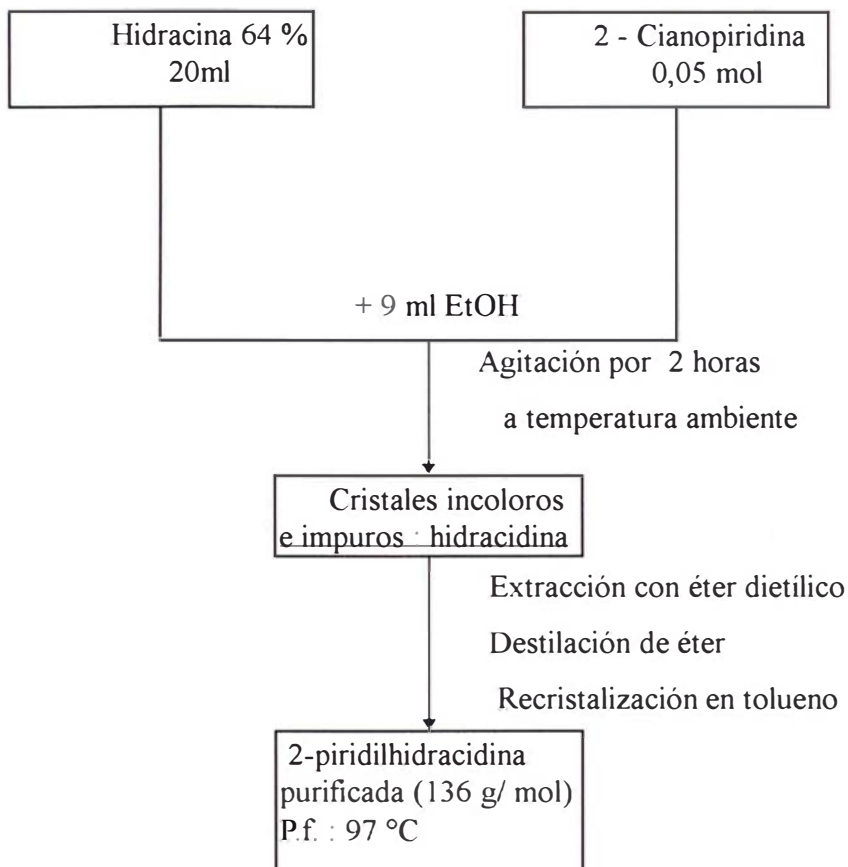 Hidracina 64 %
20ml
2 - Cianopiridina
0,05 mol
+ 9 ml EtOH
Agitación por 2 horas
a temperatura ambiente
Cristales incoloros
e impuros : hidracidina
Extracción con éter dietílico
Destilación de éter
Recristalización en tolueno
2-piridilhidracidina
purificada (136 g/ mol)
P.f. : 97 °C